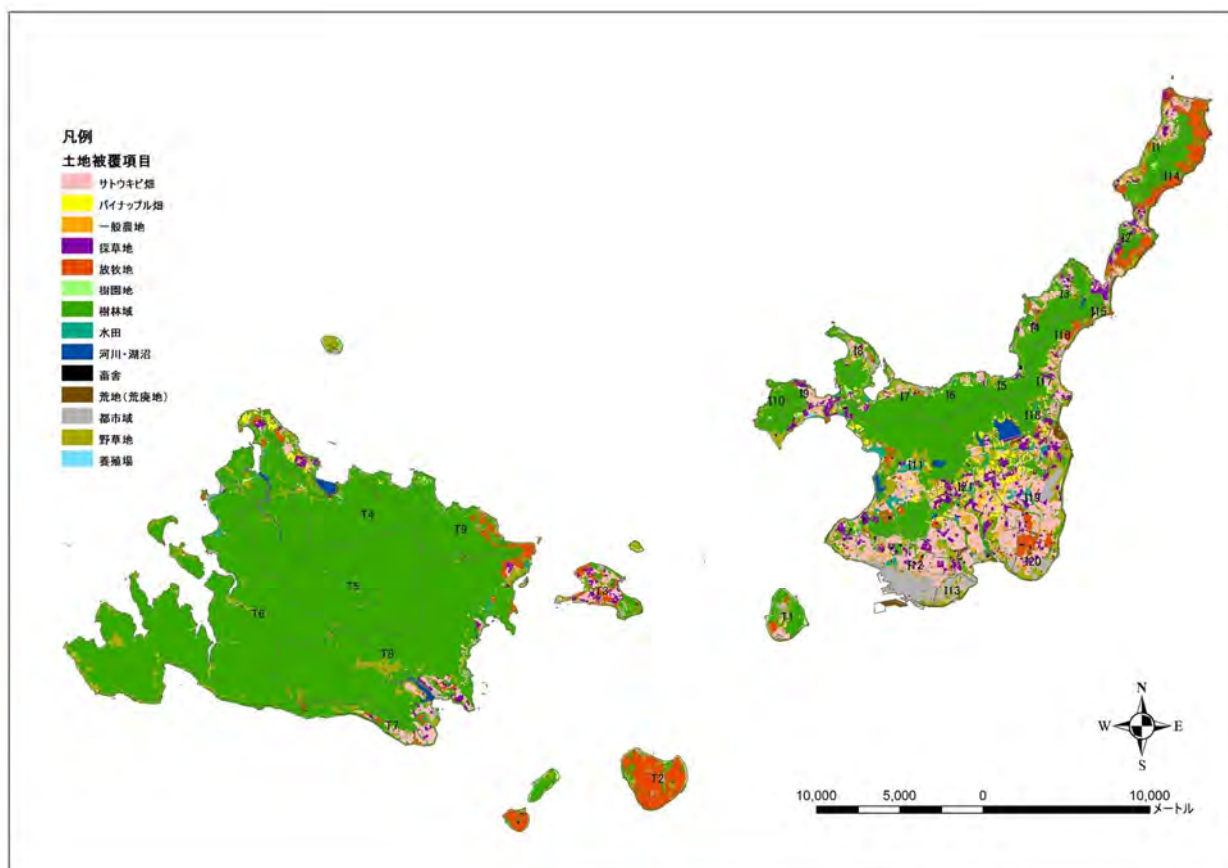 凡例
土地被覆項目
サトウキビ畑
パイナップル畑
一般農地
採草地
放牧地
樹園地
樹林域
水田
河川・湖沼
畜舎
荒地(荒廃地)
都市域
野草地
養殖場
I1
I14
I2
I3
I15
I4
I16
I8
I17
I5
I10
I9
I7
I6
I18
I11
I21
I19
T4
T9
I20
I12
T5
T3
I13
T6
T1
T8
N
T7
W
E
S
T2
10,000
5,000
0
10,000
メートル